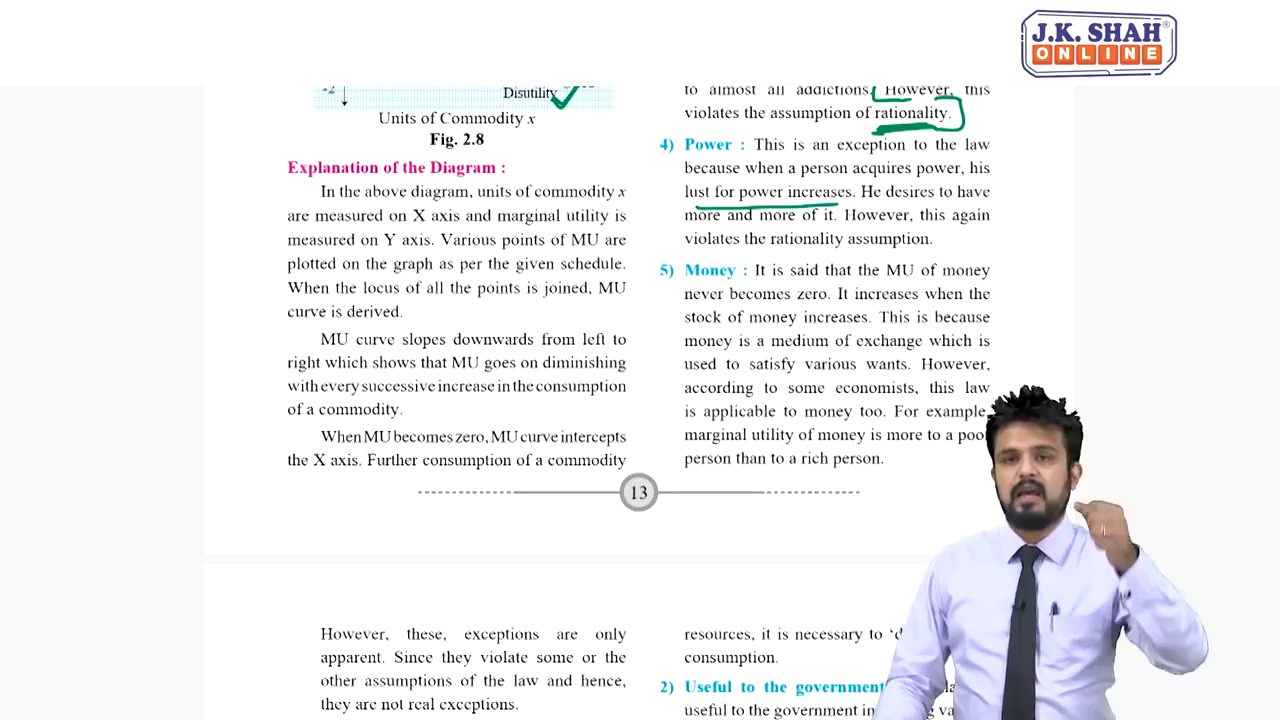 J.K. SHAH
ONLINE
-2
Disutility
Units of Commodity x
Fig. 2.8
Explanation of the Diagram :
In the above diagram, units of commodity x
are measured on X axis and marginal utility is
measured on Y axis. Various points of MU are
plotted on the graph as per the given schedule.
When the locus of all the points is joined, MU
curve is derived.
MU curve slopes downwards from left to
right which shows that MU goes on diminishing
with every successive increase in the consumption
of a commodity.
When MU becomes zero, MU curve intercepts
the X axis. Further consumption of a commodity
to almost all addictions. However, this
violates the assumption of rationality.
4) Power : This is an exception to the law
because when a person acquires power, his
lust for power increases. He desires to have
more and more of it. However, this again
violates the rationality assumption.
5) Money : It is said that the MU of money
never becomes zero. It increases when the
stock of money increases. This is because
money is a medium of exchange which is
used to satisfy various wants. However,
according to some economists, this law
is applicable to money too. For example,
marginal utility of money is more to a poo
person than to a rich person.
13
However, these, exceptions are only
apparent. Since they violate some or the
other assumptions of the law and hence,
they are not real exceptions.
resources, it is necessary to
consumption.
2) Useful to the government
useful to the government in